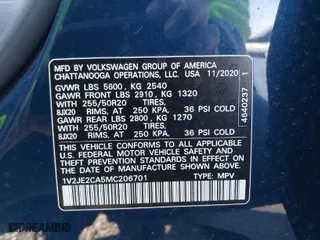 MFD BY VOLKSWAGEN GROUP OF AMERICA
CHATTANOOGA OPERATIONS, LLC. USA 11/2020
GVWR LBS 5600, KG 2540
GAWR FRONT LBS 2910, KG 1320
WITH 255/50R20 TIRES,
8JX20 RIMS, AT 250 KPA, 36 PSI COLD
GAWR REAR LBS 2800, KG 1270
WITH 255/50R20 TIRES,
8JX20 RIMS, AT 250 KPA, 36 PSI COLD
THIS VEHICLE CONFORMS TO ALL APPLICABLE
FEDERAL MOTOR VEHICLE SAFETY AND
THEFT PREVENTION STANDARDS IN EFFECT ON THE
DATE OF MANUFACTURE SHOWN ABOVE.
1V2JE2CA5MC206701 TYPE: MPV
4640237 1
DREAMBID